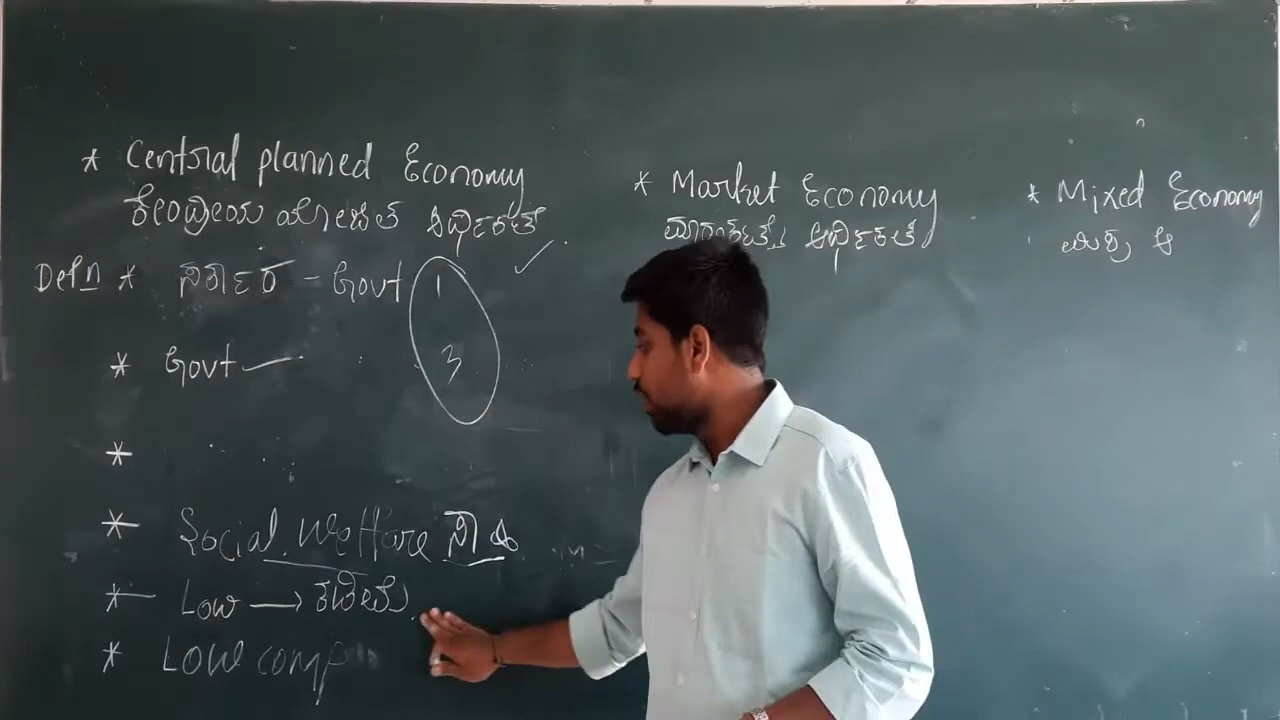 * Central planned Economy
ಕೇಂದ್ರೀಯ ಯೋಜಿತ ಆರ್ಥಿಕತೆ
Defn * ಸರ್ಕಾರ - Govt 1
* Govt 3
*
* Social Welfare
* Low → ಕಡಿಮೆ
* Low comp
* Market Economy
ಮಾರುಕಟ್ಟೆ ಆರ್ಥಿಕತೆ
* Mixed Economy
ಮಿಶ್ರ ಆ